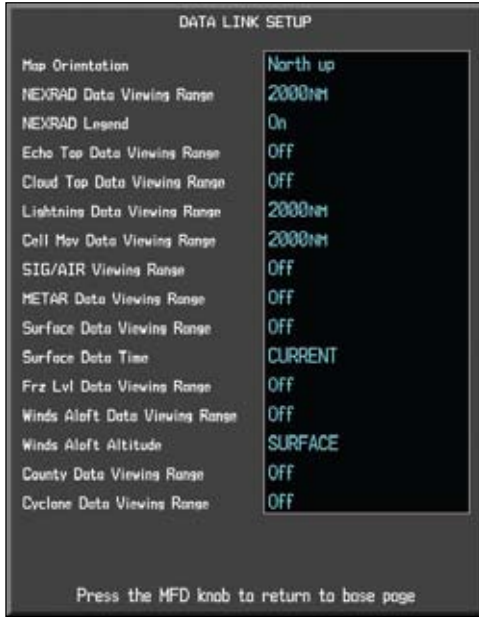 DATA LINK SETUP
Map Orientation North up
NEXRAD Data Viewing Range 2000NM
NEXRAD Legend On
Echo Top Data Viewing Range Off
Cloud Top Data Viewing Range Off
Lightning Data Viewing Range 2000NM
Cell Mov Data Viewing Range 2000NM
SIG/AIR Viewing Range Off
METAR Data Viewing Range Off
Surface Data Viewing Range Off
Surface Data Time CURRENT
Frz Lvl Data Viewing Range Off
Winds Aloft Data Viewing Range Off
Winds Aloft Altitude SURFACE
County Data Viewing Range Off
Cyclone Data Viewing Range Off
Press the MFD knob to return to base page